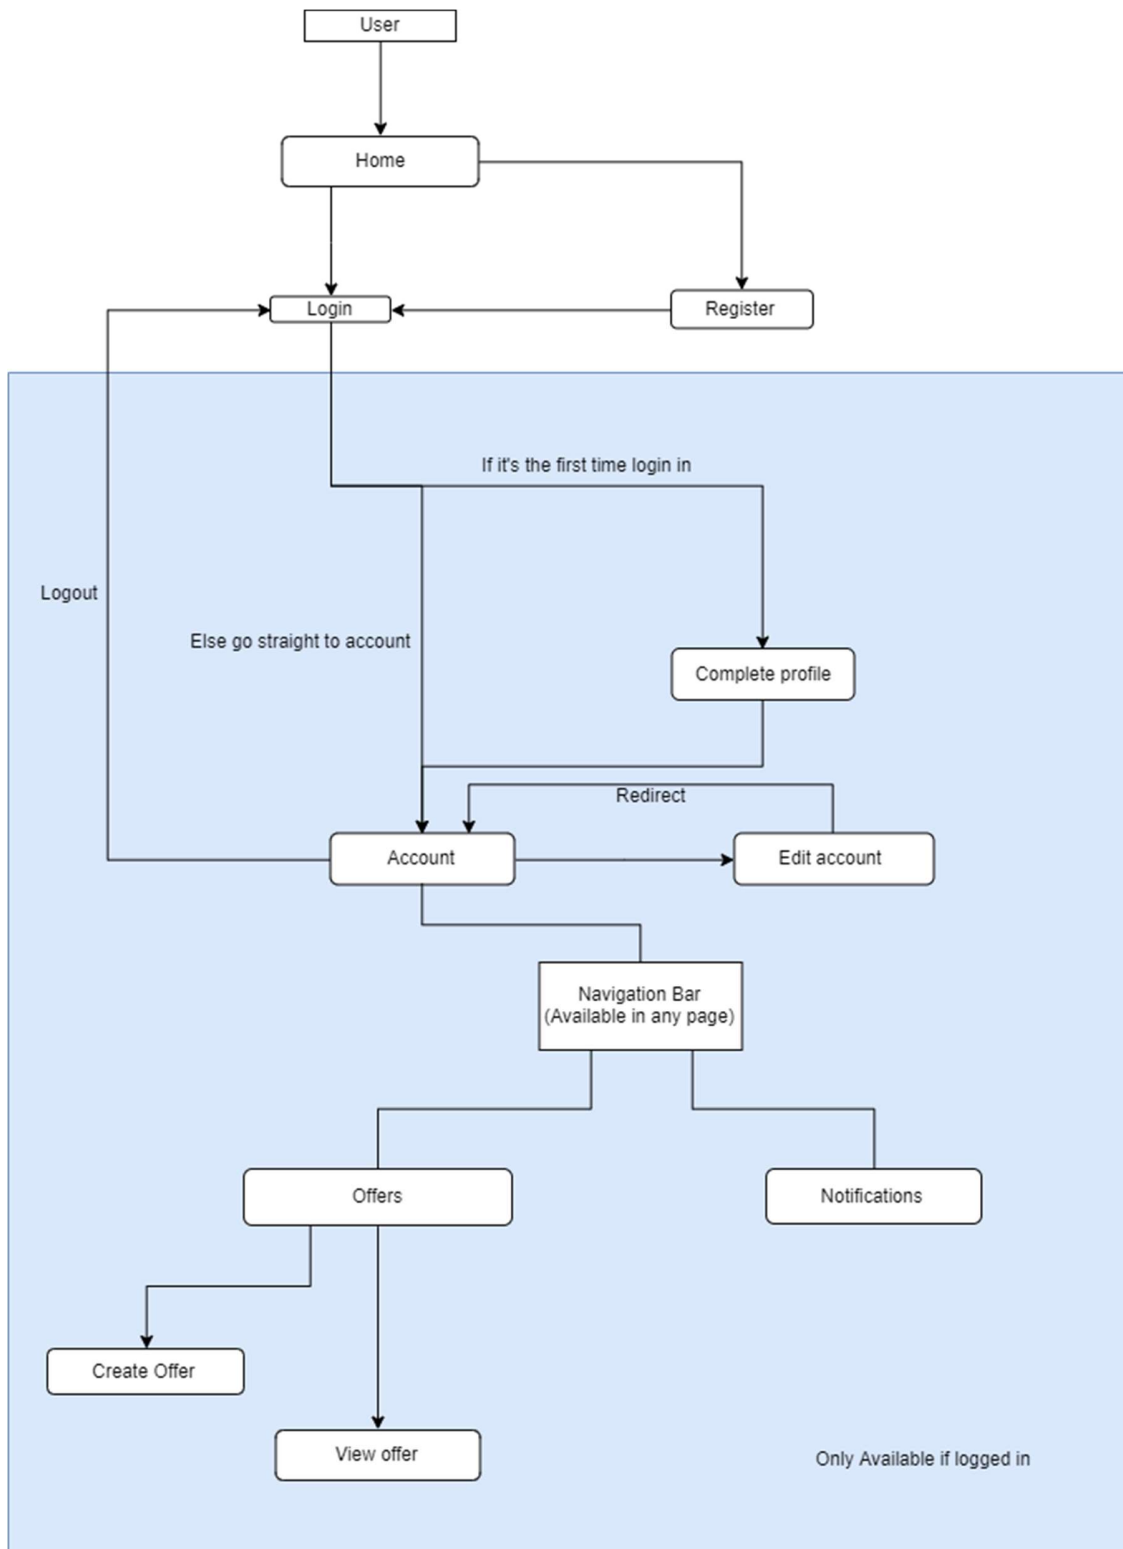 User
Home
Login
Register
If it's the first time login in
Logout
Else go straight to account
Complete profile
Redirect
Account
Edit account
Navigation Bar
(Available in any page)
Offers
Notifications
Create Offer
View offer
Only Available if logged in